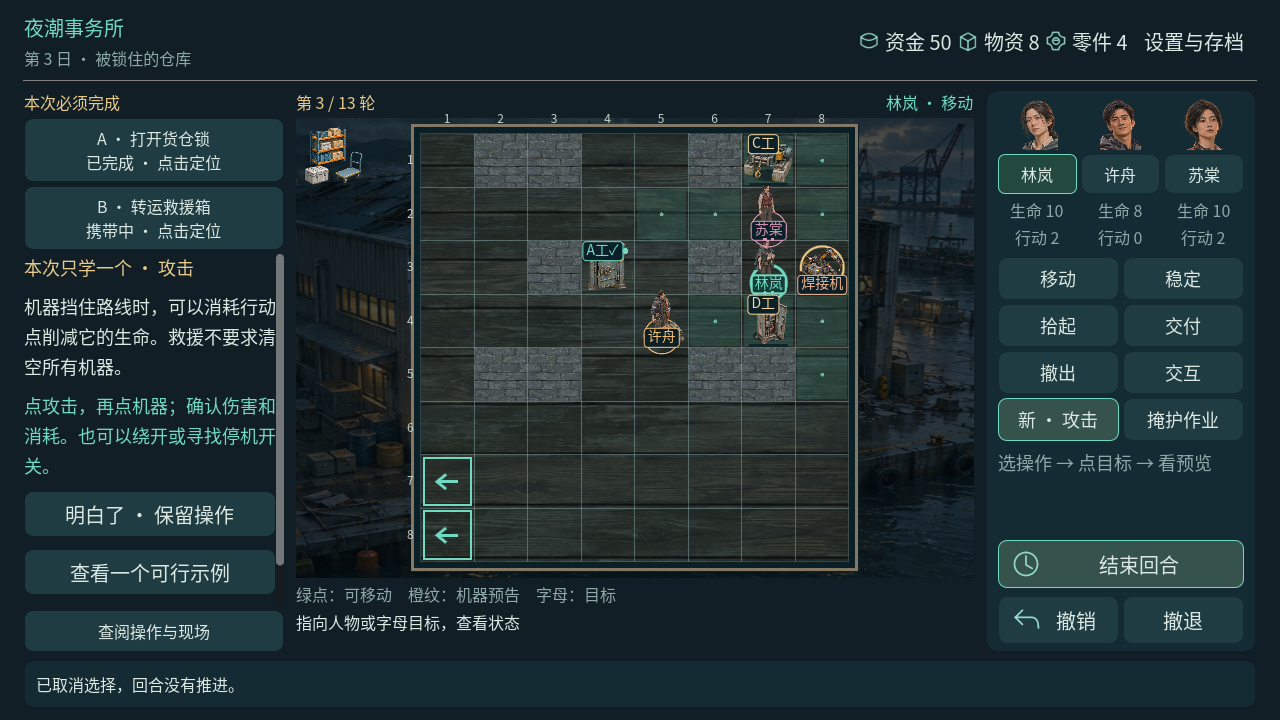 夜潮事务所
第 3 日 · 被锁住的仓库
资金 50 物资 8 零件 4 设置与存档
本次必须完成
A · 打开货仓锁
已完成 · 点击定位
B · 转运救援箱
携带中 · 点击定位
本次只学一个 · 攻击
机器挡住路线时，可以消耗行动
点削减它的生命。救援不要求清
空所有机器。
点攻击，再点机器；确认伤害和
消耗。也可以绕开或寻找停机开
关。
明白了 · 保留操作
查看一个可行示例
查阅操作与现场
第 3 / 13 轮
林岚 · 移动
1 2 3 4 5 6 7 8
1
C工
2
苏棠
3
A工✓
林岚
焊接机
D工
4
许舟
5
6
7
←
8
←
绿点：可移动 橙纹：机器预告 字母：目标
指向人物或字母目标，查看状态
林岚 许舟 苏棠
生命 10 生命 8 生命 10
行动 2 行动 0 行动 2
移动 稳定
拾起 交付
撤出 交互
新 · 攻击 掩护作业
选操作 → 点目标 → 看预览
结束回合
撤销 撤退
已取消选择，回合没有推进。